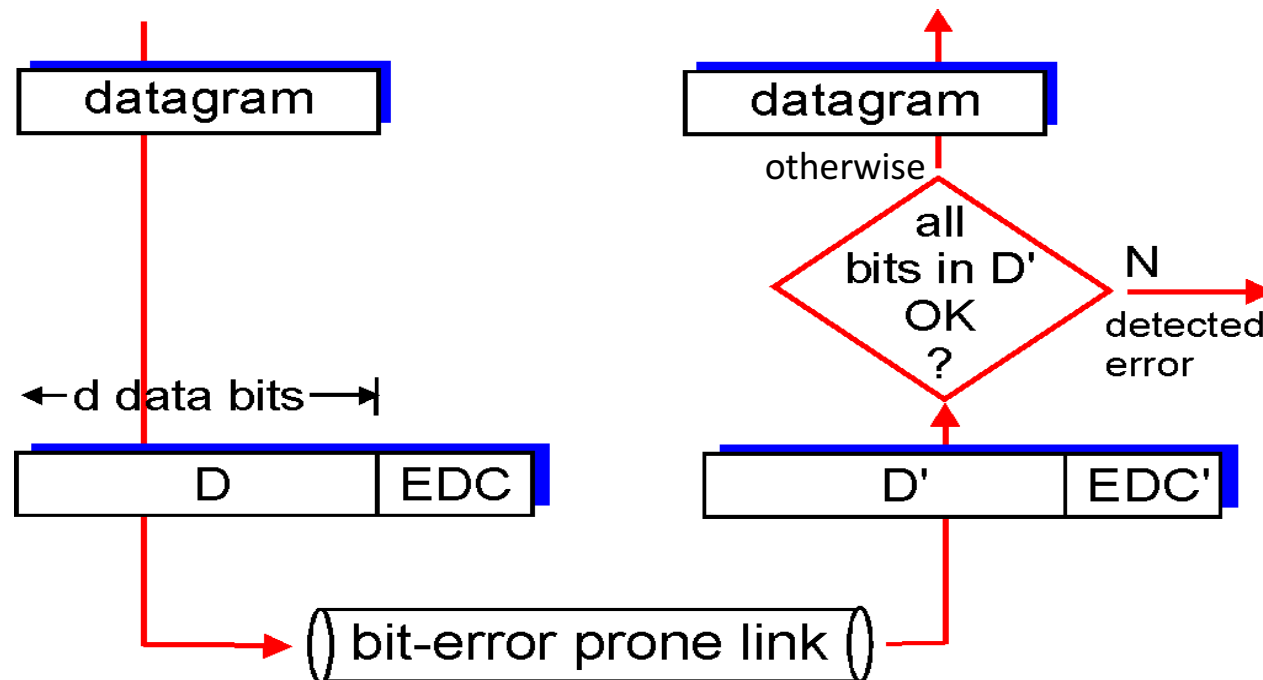 datagram
datagram
otherwise
all
bits in D'
OK
?
N
detected
error
d data bits
D
EDC
D'
EDC'
bit-error prone link